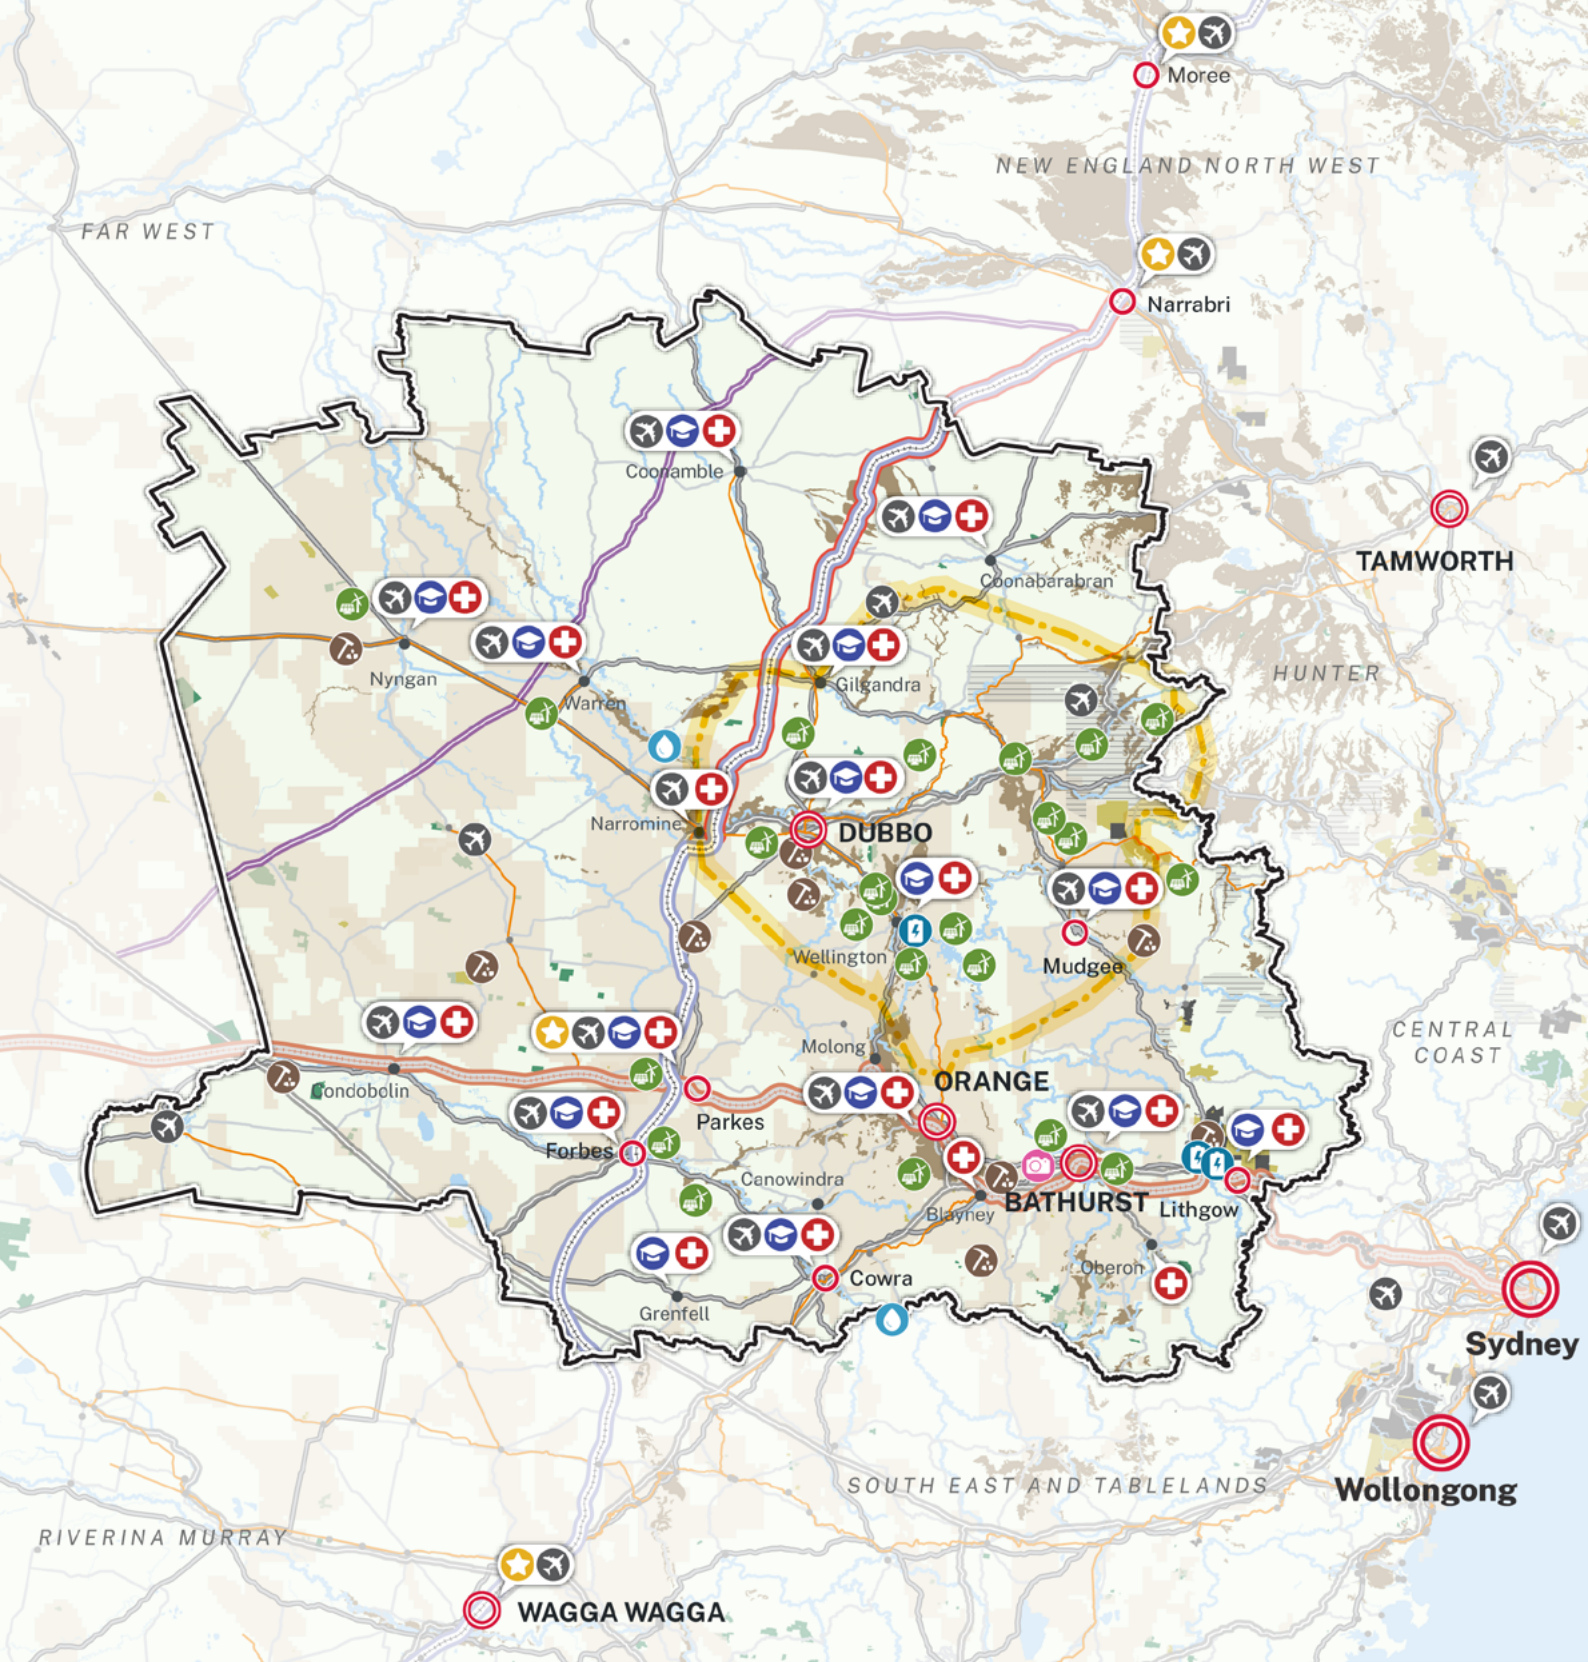 Moree
NEW ENGLAND NORTH WEST
FAR WEST
Narrabri
Coonamble
TAMWORTH
Coonabarabran
HUNTER
Nyngan
Gilgandra
Warren
Narromine
DUBBO
Wellington
Mudgee
CENTRAL
COAST
Molong
ORANGE
Condobolin
Parkes
Forbes
Canowindra
BATHURST
Lithgow
Blayney
Oberon
Cowra
Grenfell
Sydney
SOUTH EAST AND TABLELANDS
Wollongong
RIVERINA MURRAY
WAGGA WAGGA